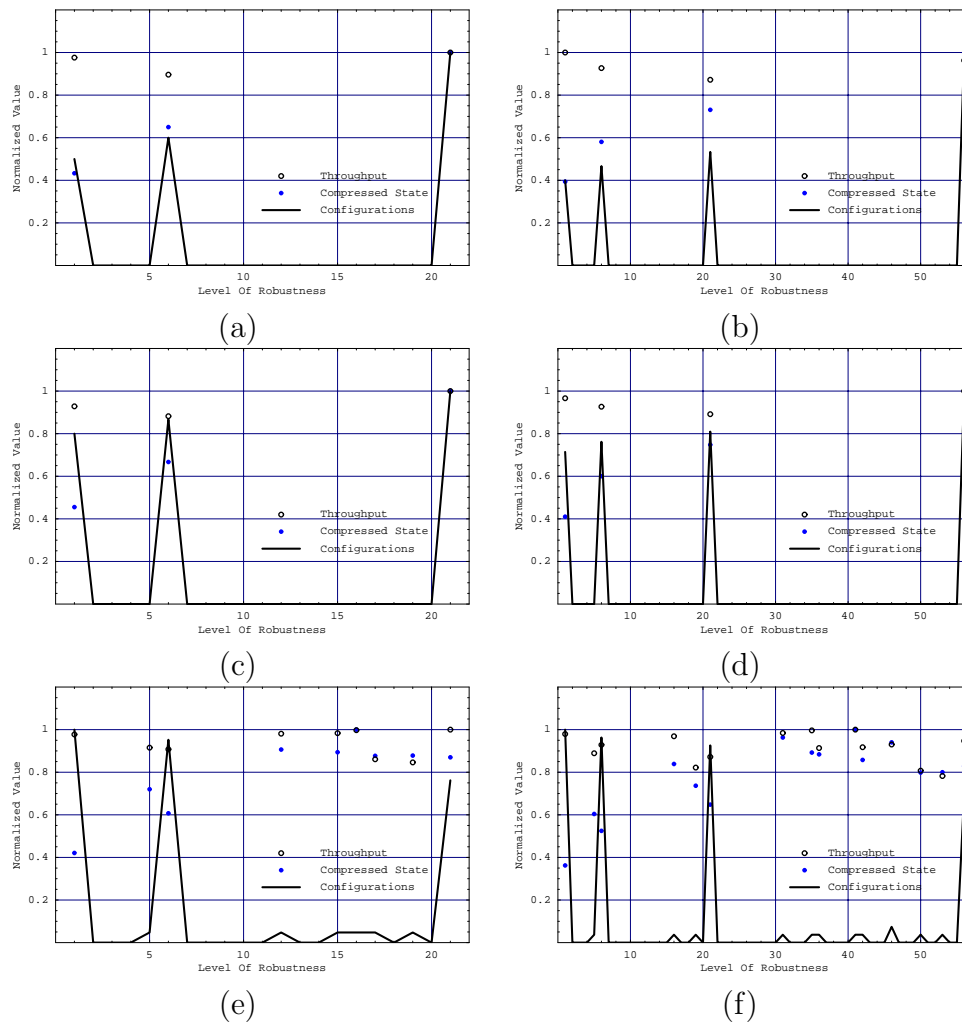 1
0.8
0.6
0.4
0.2
Normalized Value
Throughput
Compressed State
Configurations
5 10 15 20
Level Of Robustness
(a)
1
0.8
0.6
0.4
0.2
Normalized Value
Throughput
Compressed State
Configurations
10 20 30 40 50
Level Of Robustness
(b)
1
0.8
0.6
0.4
0.2
Normalized Value
Throughput
Compressed State
Configurations
5 10 15 20
Level Of Robustness
(c)
1
0.8
0.6
0.4
0.2
Normalized Value
Throughput
Compressed State
Configurations
10 20 30 40 50
Level Of Robustness
(d)
1
0.8
0.6
0.4
0.2
Normalized Value
Throughput
Compressed State
Configurations
5 10 15 20
Level Of Robustness
(e)
1
0.8
0.6
0.4
0.2
Normalized Value
Throughput
Compressed State
Configurations
10 20 30 40 50
Level Of Robustness
(f)